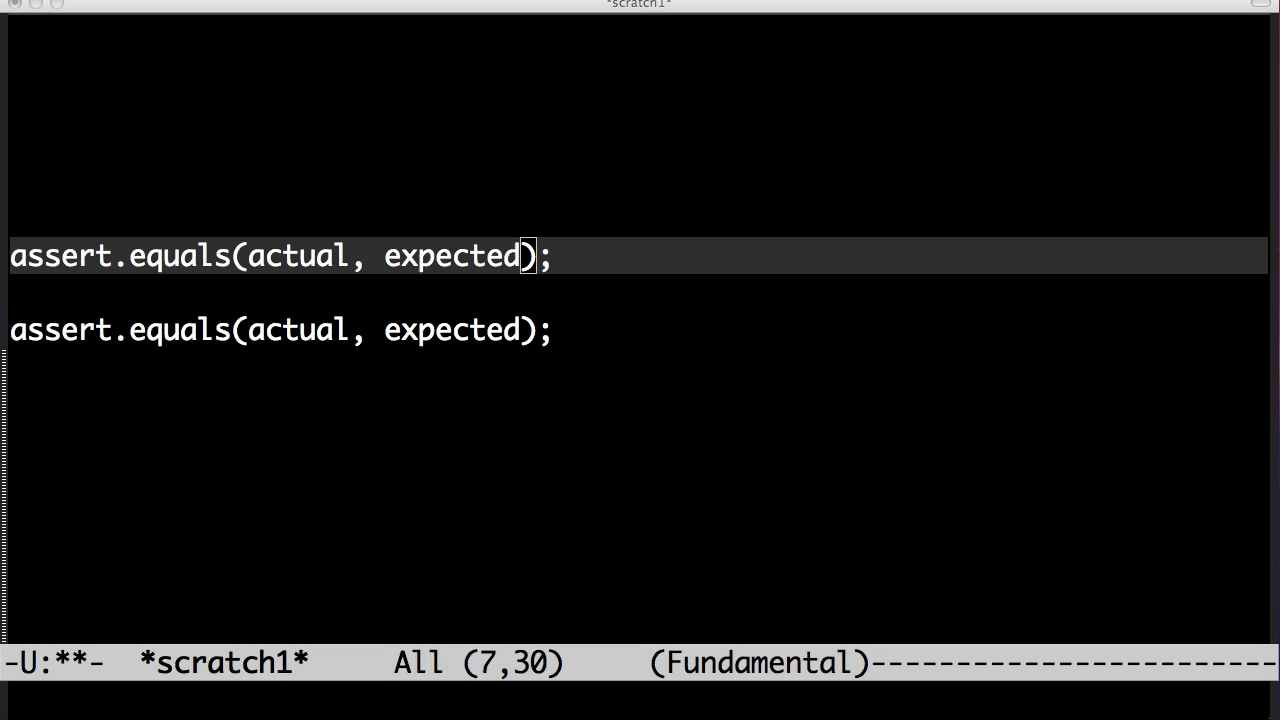 *scratch1*
assert.equals(actual, expected);
assert.equals(actual, expected);
-U:**-  *scratch1*     All (7,30)     (Fundamental)------------------------